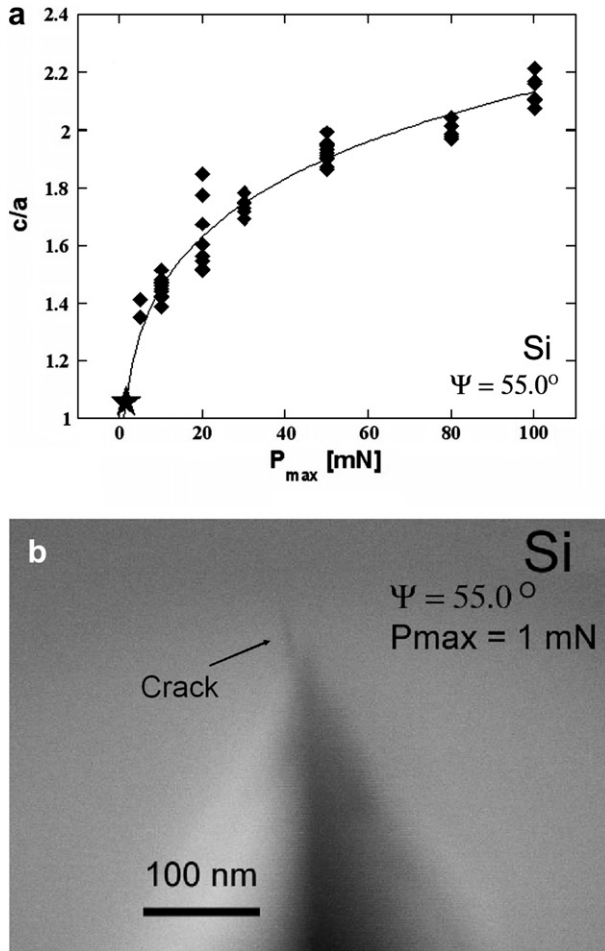 a
2.4
2.2
2
1.8
1.6
1.4
1.2
1
c/a
0 20 40 60 80 100
P_max [mN]
Si
Ψ = 55.0°
b
Si
Ψ = 55.0 °
Pmax = 1 mN
Crack
100 nm